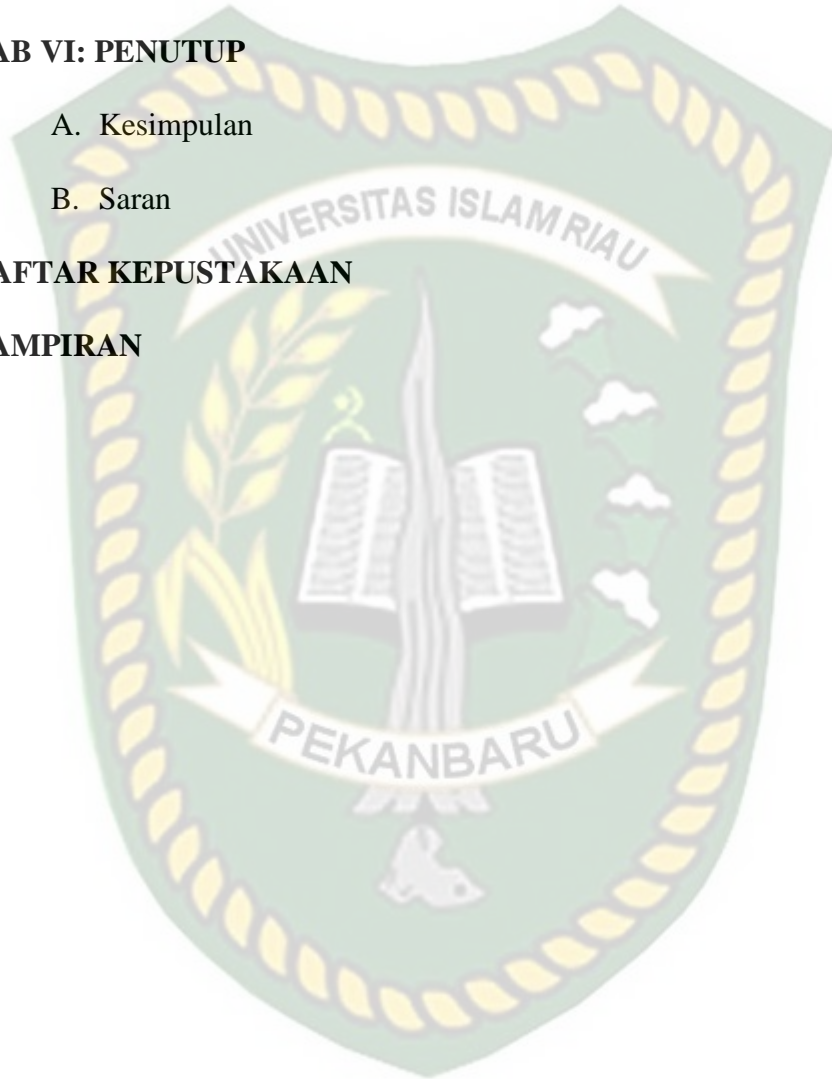 AB VI: PENUTUP
A. Kesimpulan
B. Saran
UNIVERSITAS ISLAM RIAU
AFTAR KEPUSTAKAAN
AMPIRAN
PEKANBARU